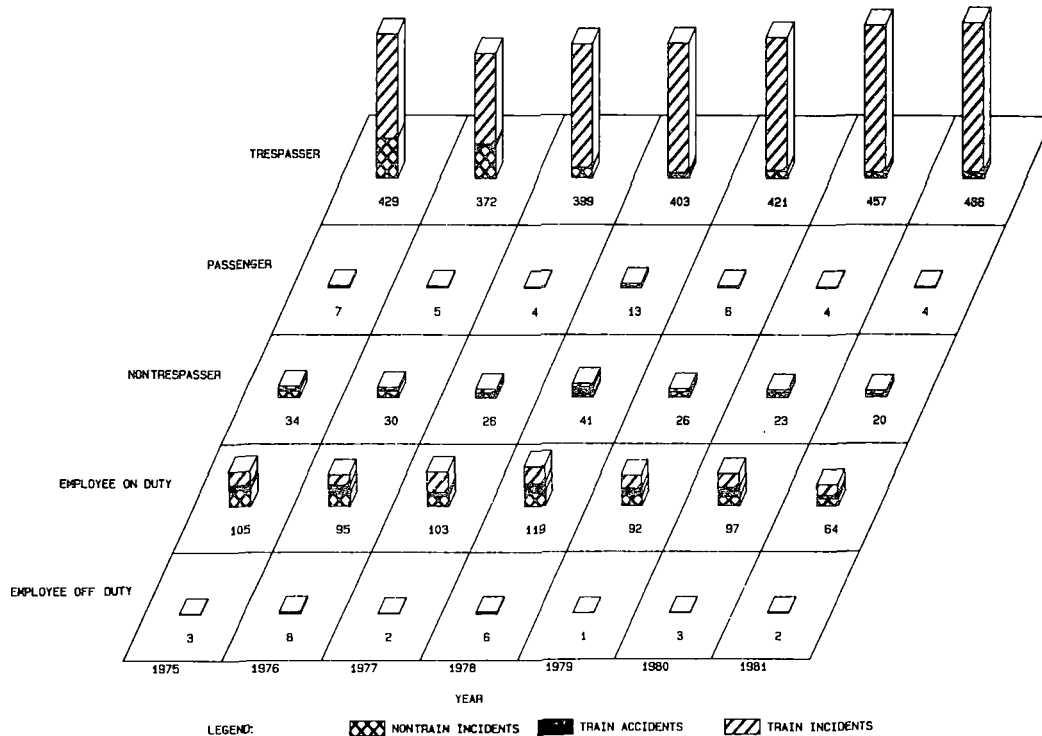 TRESPASSER
429 372 399 403 421 457 466
PASSENGER
7 5 4 13 6 4 4
NONTRESPASSER
34 30 26 41 26 23 20
EMPLOYEE ON DUTY
105 95 103 119 92 97 64
EMPLOYEE OFF DUTY
3 8 2 6 1 3 2
1975 1976 1977 1978 1979 1980 1981
YEAR
LEGEND: NONTRAIN INCIDENTS TRAIN ACCIDENTS TRAIN INCIDENTS